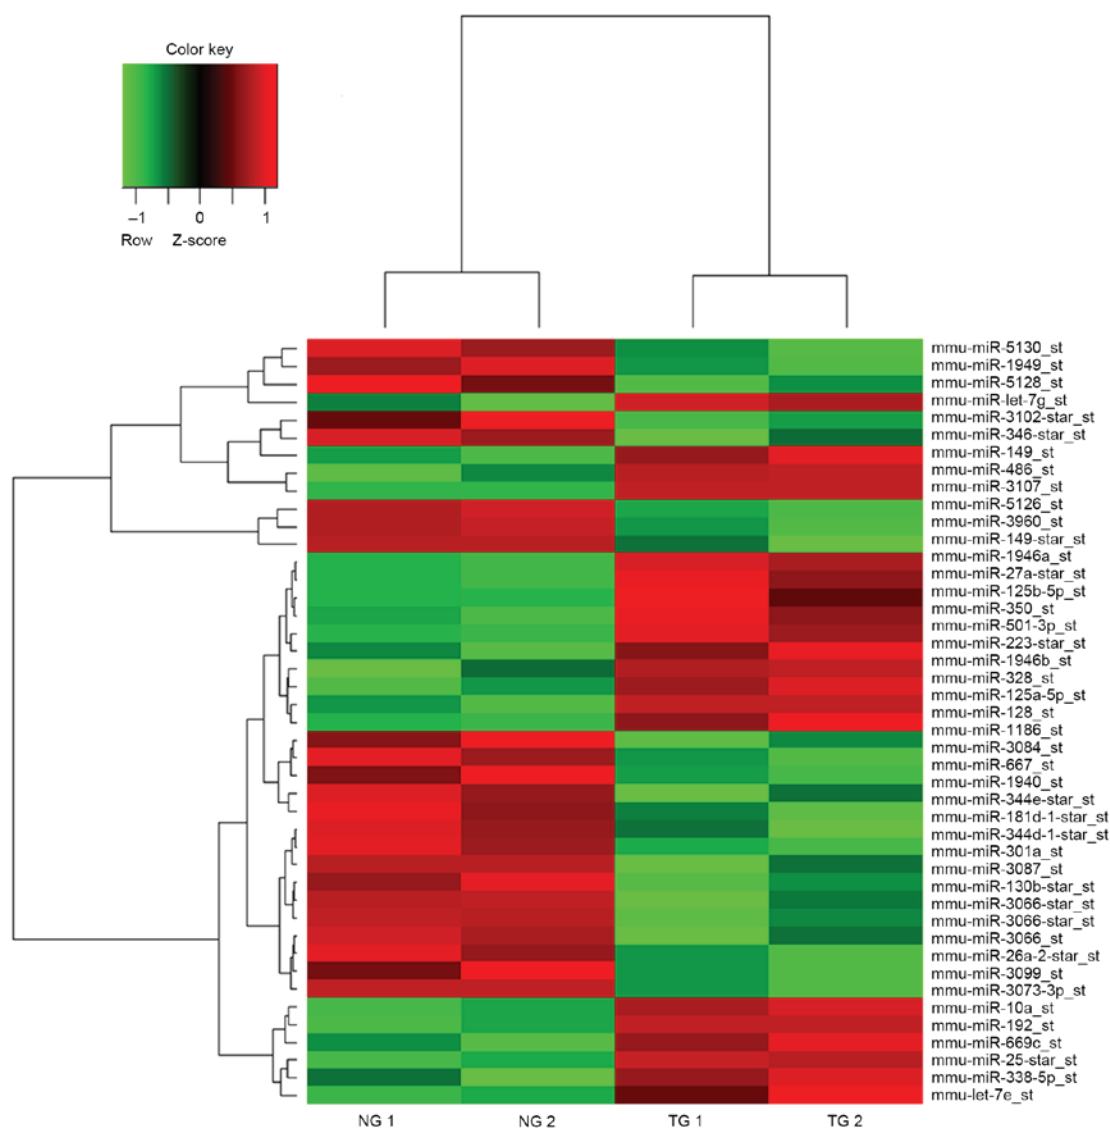 Color key
–1 0 1
Row Z-score
mmu-miR-5130_st
mmu-miR-1949_st
mmu-miR-5128_st
mmu-miR-let-7g_st
mmu-miR-3102-star_st
mmu-miR-346-star_st
mmu-miR-149_st
mmu-miR-486_st
mmu-miR-3107_st
mmu-miR-5126_st
mmu-miR-3960_st
mmu-miR-149-star_st
mmu-miR-1946a_st
mmu-miR-27a-star_st
mmu-miR-125b-5p_st
mmu-miR-350_st
mmu-miR-501-3p_st
mmu-miR-223-star_st
mmu-miR-1946b_st
mmu-miR-328_st
mmu-miR-125a-5p_st
mmu-miR-128_st
mmu-miR-1186_st
mmu-miR-3084_st
mmu-miR-667_st
mmu-miR-1940_st
mmu-miR-344e-star_st
mmu-miR-181d-1-star_st
mmu-miR-344d-1-star_st
mmu-miR-301a_st
mmu-miR-3087_st
mmu-miR-130b-star_st
mmu-miR-3066-star_st
mmu-miR-3066-star_st
mmu-miR-3066_st
mmu-miR-26a-2-star_st
mmu-miR-3099_st
mmu-miR-3073-3p_st
mmu-miR-10a_st
mmu-miR-192_st
mmu-miR-669c_st
mmu-miR-25-star_st
mmu-miR-338-5p_st
mmu-let-7e_st
NG 1 NG 2 TG 1 TG 2